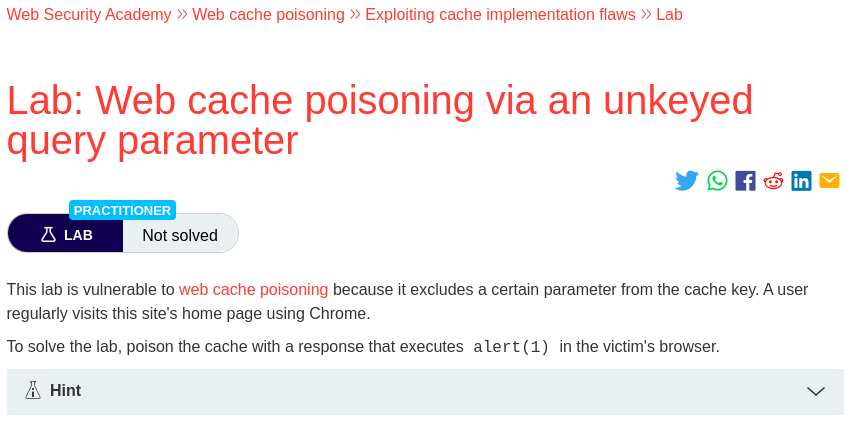 Web Security Academy » Web cache poisoning » Exploiting cache implementation flaws » Lab
Lab: Web cache poisoning via an unkeyed
query parameter
PRACTITIONER
LAB Not solved
This lab is vulnerable to web cache poisoning because it excludes a certain parameter from the cache key. A user
regularly visits this site's home page using Chrome.
To solve the lab, poison the cache with a response that executes alert(1) in the victim's browser.
Hint